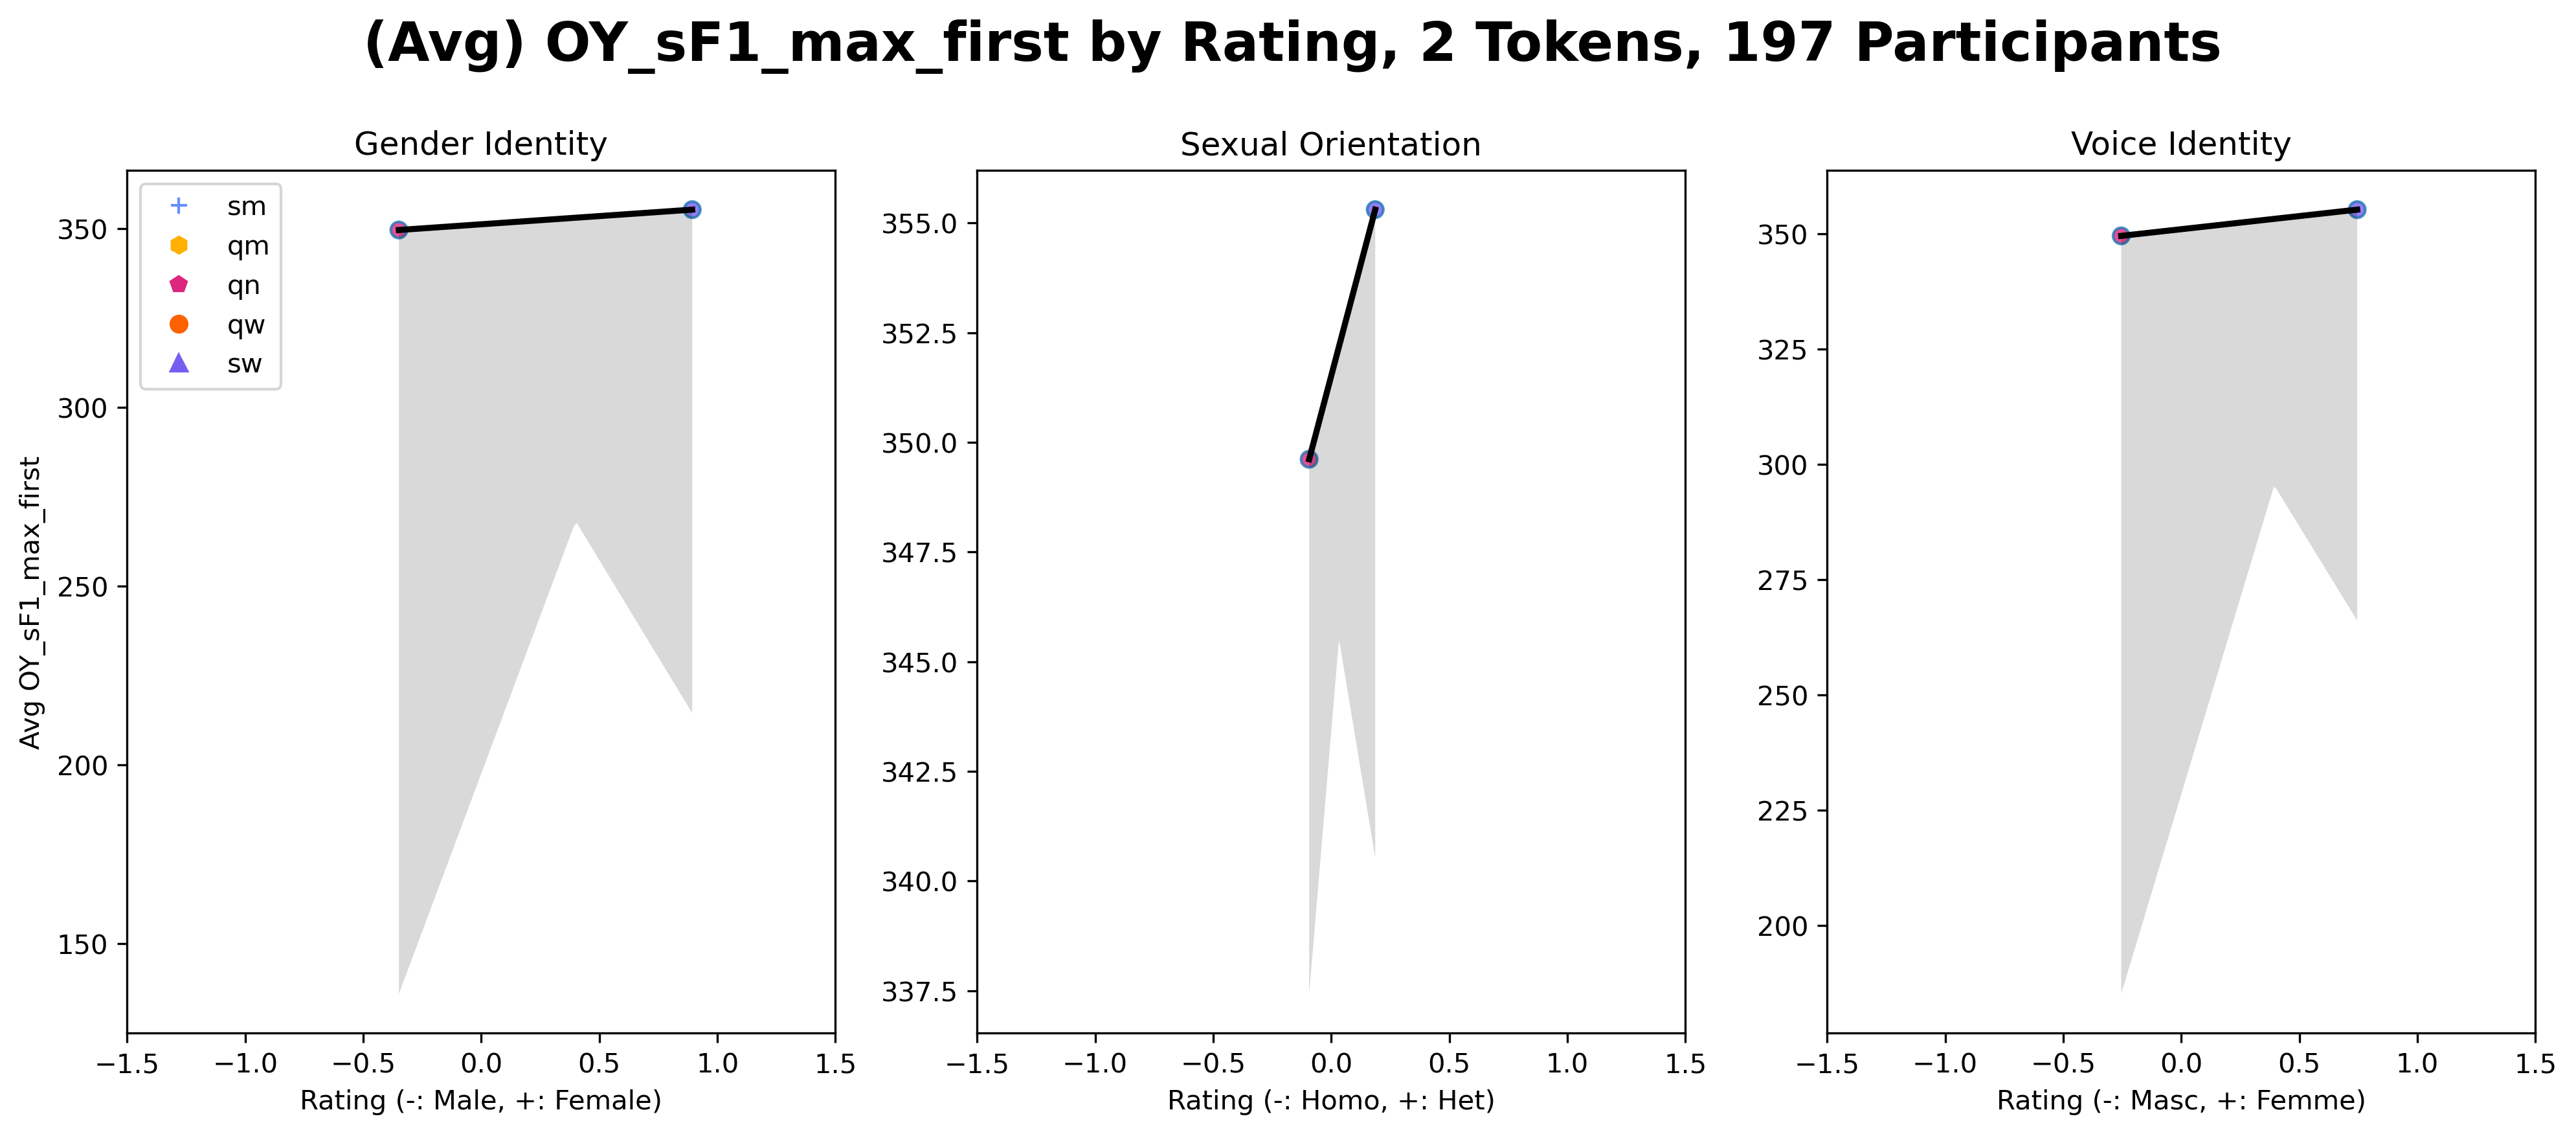 (Avg) OY_sF1_max_first by Rating, 2 Tokens, 197 Participants
Gender Identity
sm
qm
qn
qw
sw
350
300
250
200
150
Avg OY_sF1_max_first
−1.5 −1.0 −0.5 0.0 0.5 1.0 1.5
Rating (-: Male, +: Female)
Sexual Orientation
355.0
352.5
350.0
347.5
345.0
342.5
340.0
337.5
−1.5 −1.0 −0.5 0.0 0.5 1.0 1.5
Rating (-: Homo, +: Het)
Voice Identity
350
325
300
275
250
225
200
−1.5 −1.0 −0.5 0.0 0.5 1.0 1.5
Rating (-: Masc, +: Femme)